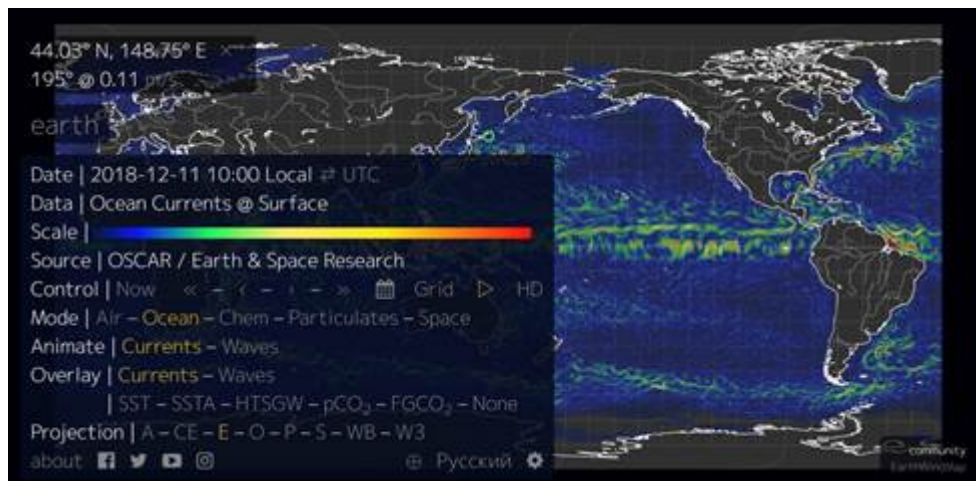 44.03° N, 148.75° E ×
195° @ 0.11 m/s
earth
Date | 2018-12-11 10:00 Local ⇄ UTC
Data | Ocean Currents @ Surface
Scale |
Source | OSCAR / Earth & Space Research
Control | Now « – ‹ – › – » Grid ▷ HD
Mode | Air – Ocean – Chem – Particulates – Space
Animate | Currents – Waves
Overlay | Currents – Waves
| SST – SSTA – HTSGW – pCO₂ – FGCO₂ – None
Projection | A – CE – E – O – P – S – WB – W3
about Русский
community
EarthWindMap